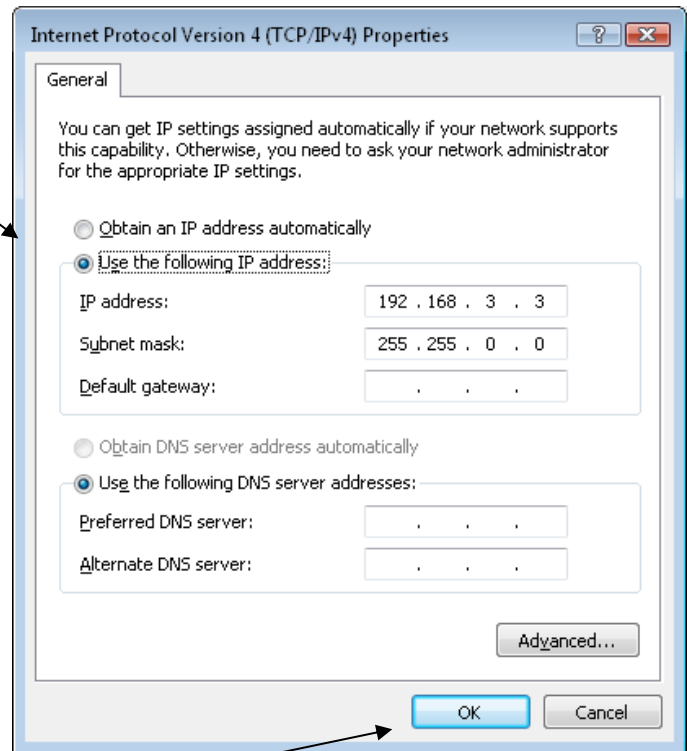 Internet Protocol Version 4 (TCP/IPv4) Properties
General
You can get IP settings assigned automatically if your network supports
this capability. Otherwise, you need to ask your network administrator
for the appropriate IP settings.
Obtain an IP address automatically
Use the following IP address:
IP address: 192 . 168 . 3 . 3
Subnet mask: 255 . 255 . 0 . 0
Default gateway: . . .
Obtain DNS server address automatically
Use the following DNS server addresses:
Preferred DNS server: . . .
Alternate DNS server: . . .
Advanced...
OK Cancel